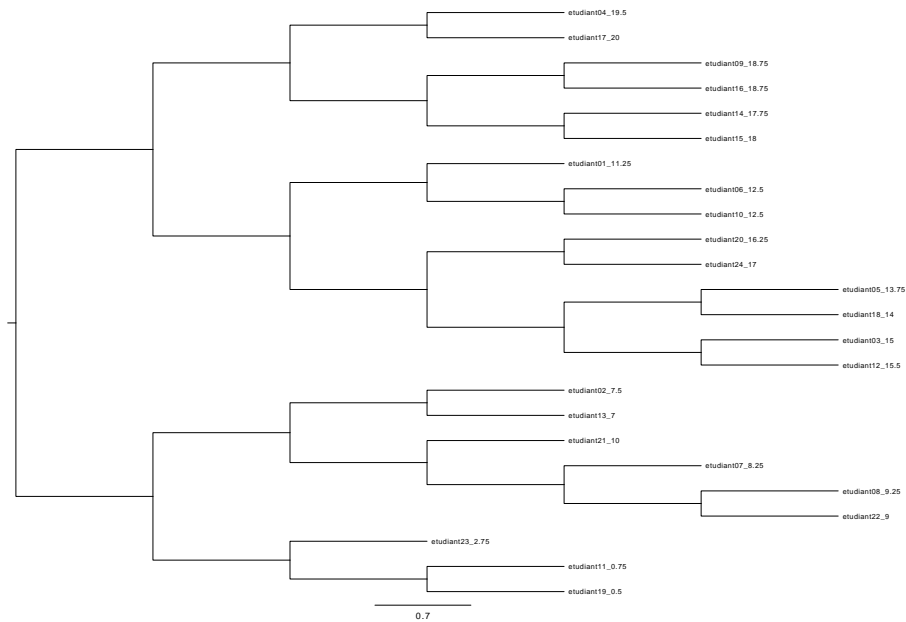 etudiant04_19.5
etudiant17_20
etudiant09_18.75
etudiant16_18.75
etudiant14_17.75
etudiant15_18
etudiant01_11.25
etudiant06_12.5
etudiant10_12.5
etudiant20_16.25
etudiant24_17
etudiant05_13.75
etudiant18_14
etudiant03_15
etudiant12_15.5
etudiant02_7.5
etudiant13_7
etudiant21_10
etudiant07_8.25
etudiant08_9.25
etudiant22_9
etudiant23_2.75
etudiant11_0.75
etudiant19_0.5
0.7